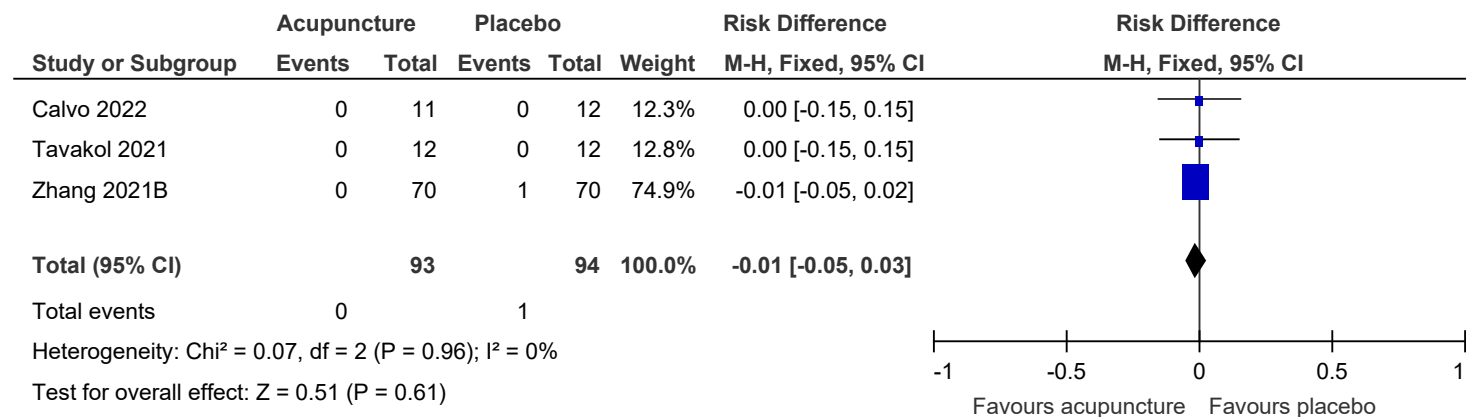 Acupuncture Placebo Risk Difference Risk Difference
Study or Subgroup Events Total Events Total Weight M-H, Fixed, 95% CI M-H, Fixed, 95% CI
Calvo 2022 0 11 0 12 12.3% 0.00 [-0.15, 0.15]
Tavakol 2021 0 12 0 12 12.8% 0.00 [-0.15, 0.15]
Zhang 2021B 0 70 1 70 74.9% -0.01 [-0.05, 0.02]
Total (95% CI) 93 94 100.0% -0.01 [-0.05, 0.03]
Total events 0 1
Heterogeneity: Chi² = 0.07, df = 2 (P = 0.96); I² = 0%
Test for overall effect: Z = 0.51 (P = 0.61)
-1 -0.5 0 0.5 1
Favours acupuncture Favours placebo